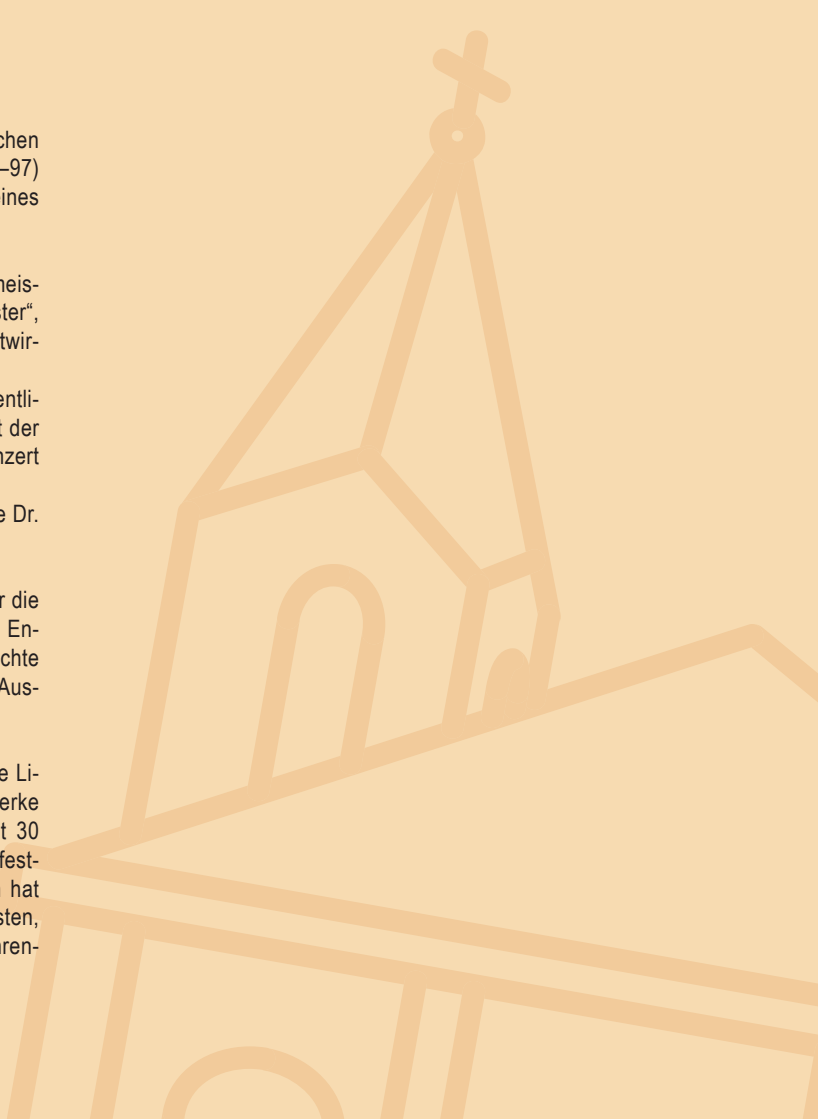 chen
–97)
ines
neis-
ter“,
twir-
entli-
t der
nzert
e Dr.
r die
En-
chte
Aus-
e Li-
erke
t 30
fest-
hat
sten,
ren-